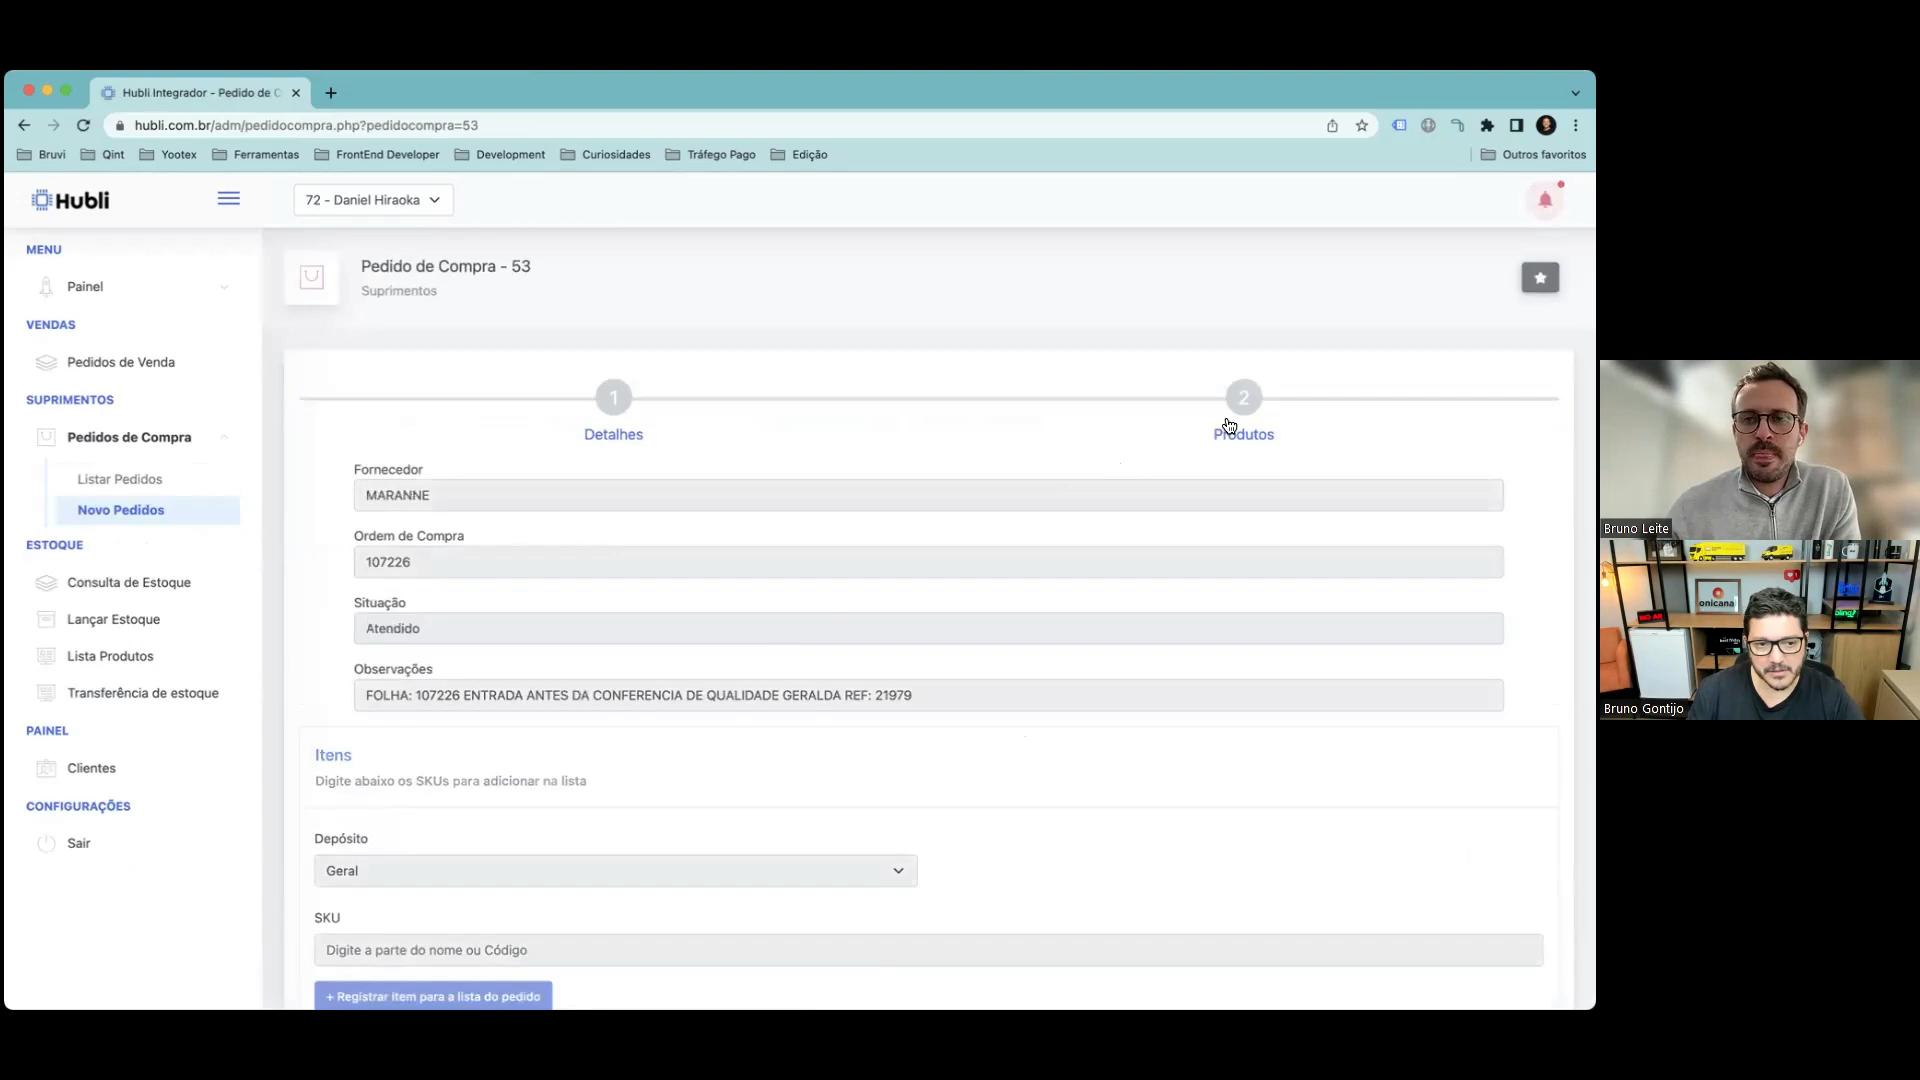 Hubli Integrador - Pedido de C
hubli.com.br/adm/pedidocompra.php?pedidocompra=53
Bruvi
Qint
Yootex
Ferramentas
FrontEnd Developer
Development
Curiosidades
Tráfego Pago
Edição
Outros favoritos
Hubli
72 - Daniel Hiraoka
MENU
Painel
VENDAS
Pedidos de Venda
SUPRIMENTOS
Pedidos de Compra
Listar Pedidos
Novo Pedidos
ESTOQUE
Consulta de Estoque
Lançar Estoque
Lista Produtos
Transferência de estoque
PAINEL
Clientes
CONFIGURAÇÕES
Sair
Pedido de Compra - 53
Suprimentos
1
2
Detalhes
Produtos
Fornecedor
MARANNE
Ordem de Compra
107226
Situação
Atendido
Observações
FOLHA: 107226 ENTRADA ANTES DA CONFERENCIA DE QUALIDADE GERALDA REF: 21979
Itens
Digite abaixo os SKUs para adicionar na lista
Depósito
Geral
SKU
Digite a parte do nome ou Código
+ Registrar item para a lista do pedido
Bruno Leite
onicanal
NO AR
bling!
Bruno Gontijo